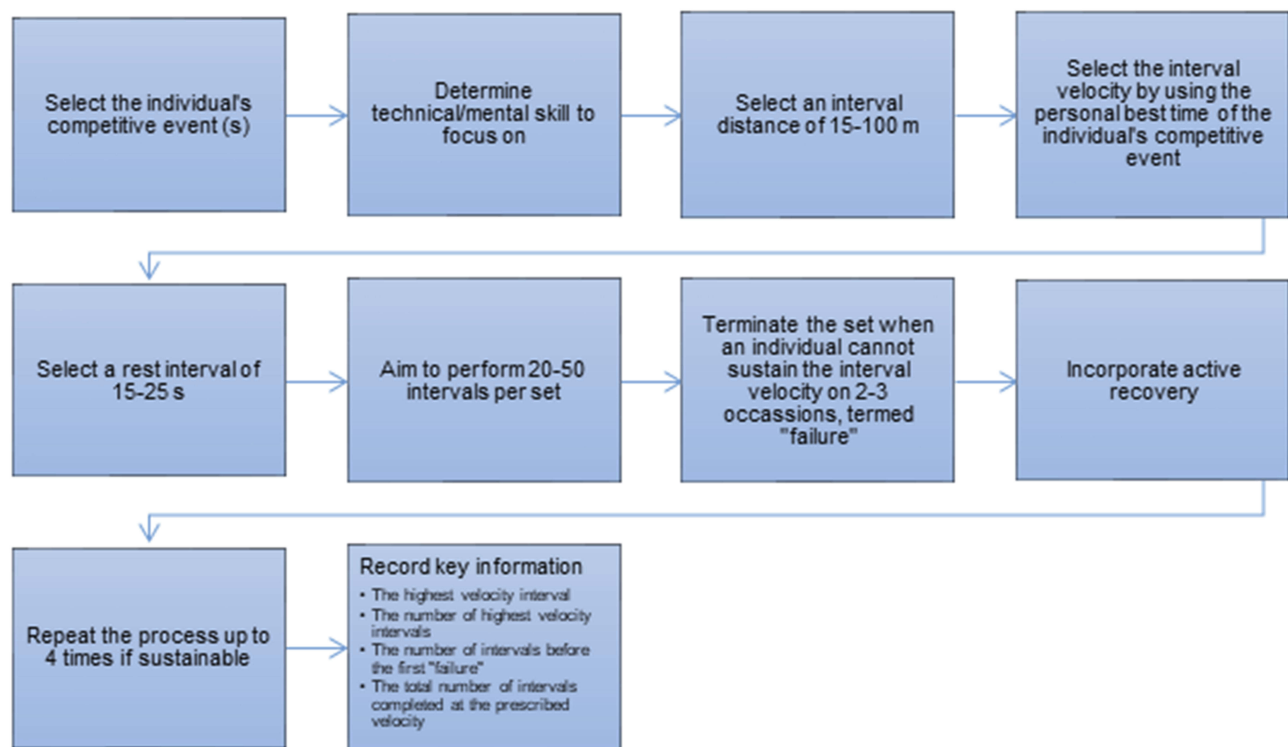 Select the individual's
competitive event (s)
Determine
technical/mental skill to
focus on
Select an interval
distance of 15-100 m
Select the interval
velocity by using the
personal best time of the
individual's competitive
event
Select a rest interval of
15-25 s
Aim to perform 20-50
intervals per set
Terminate the set when
an individual cannot
sustain the interval
velocity on 2-3
occassions, termed
"failure"
Incorporate active
recovery
Repeat the process up to
4 times if sustainable
Record key information
• The highest velocity interval
• The number of highest velocity
intervals
• The number of intervals before
the first "failure"
• The total number of intervals
completed at the prescribed
velocity